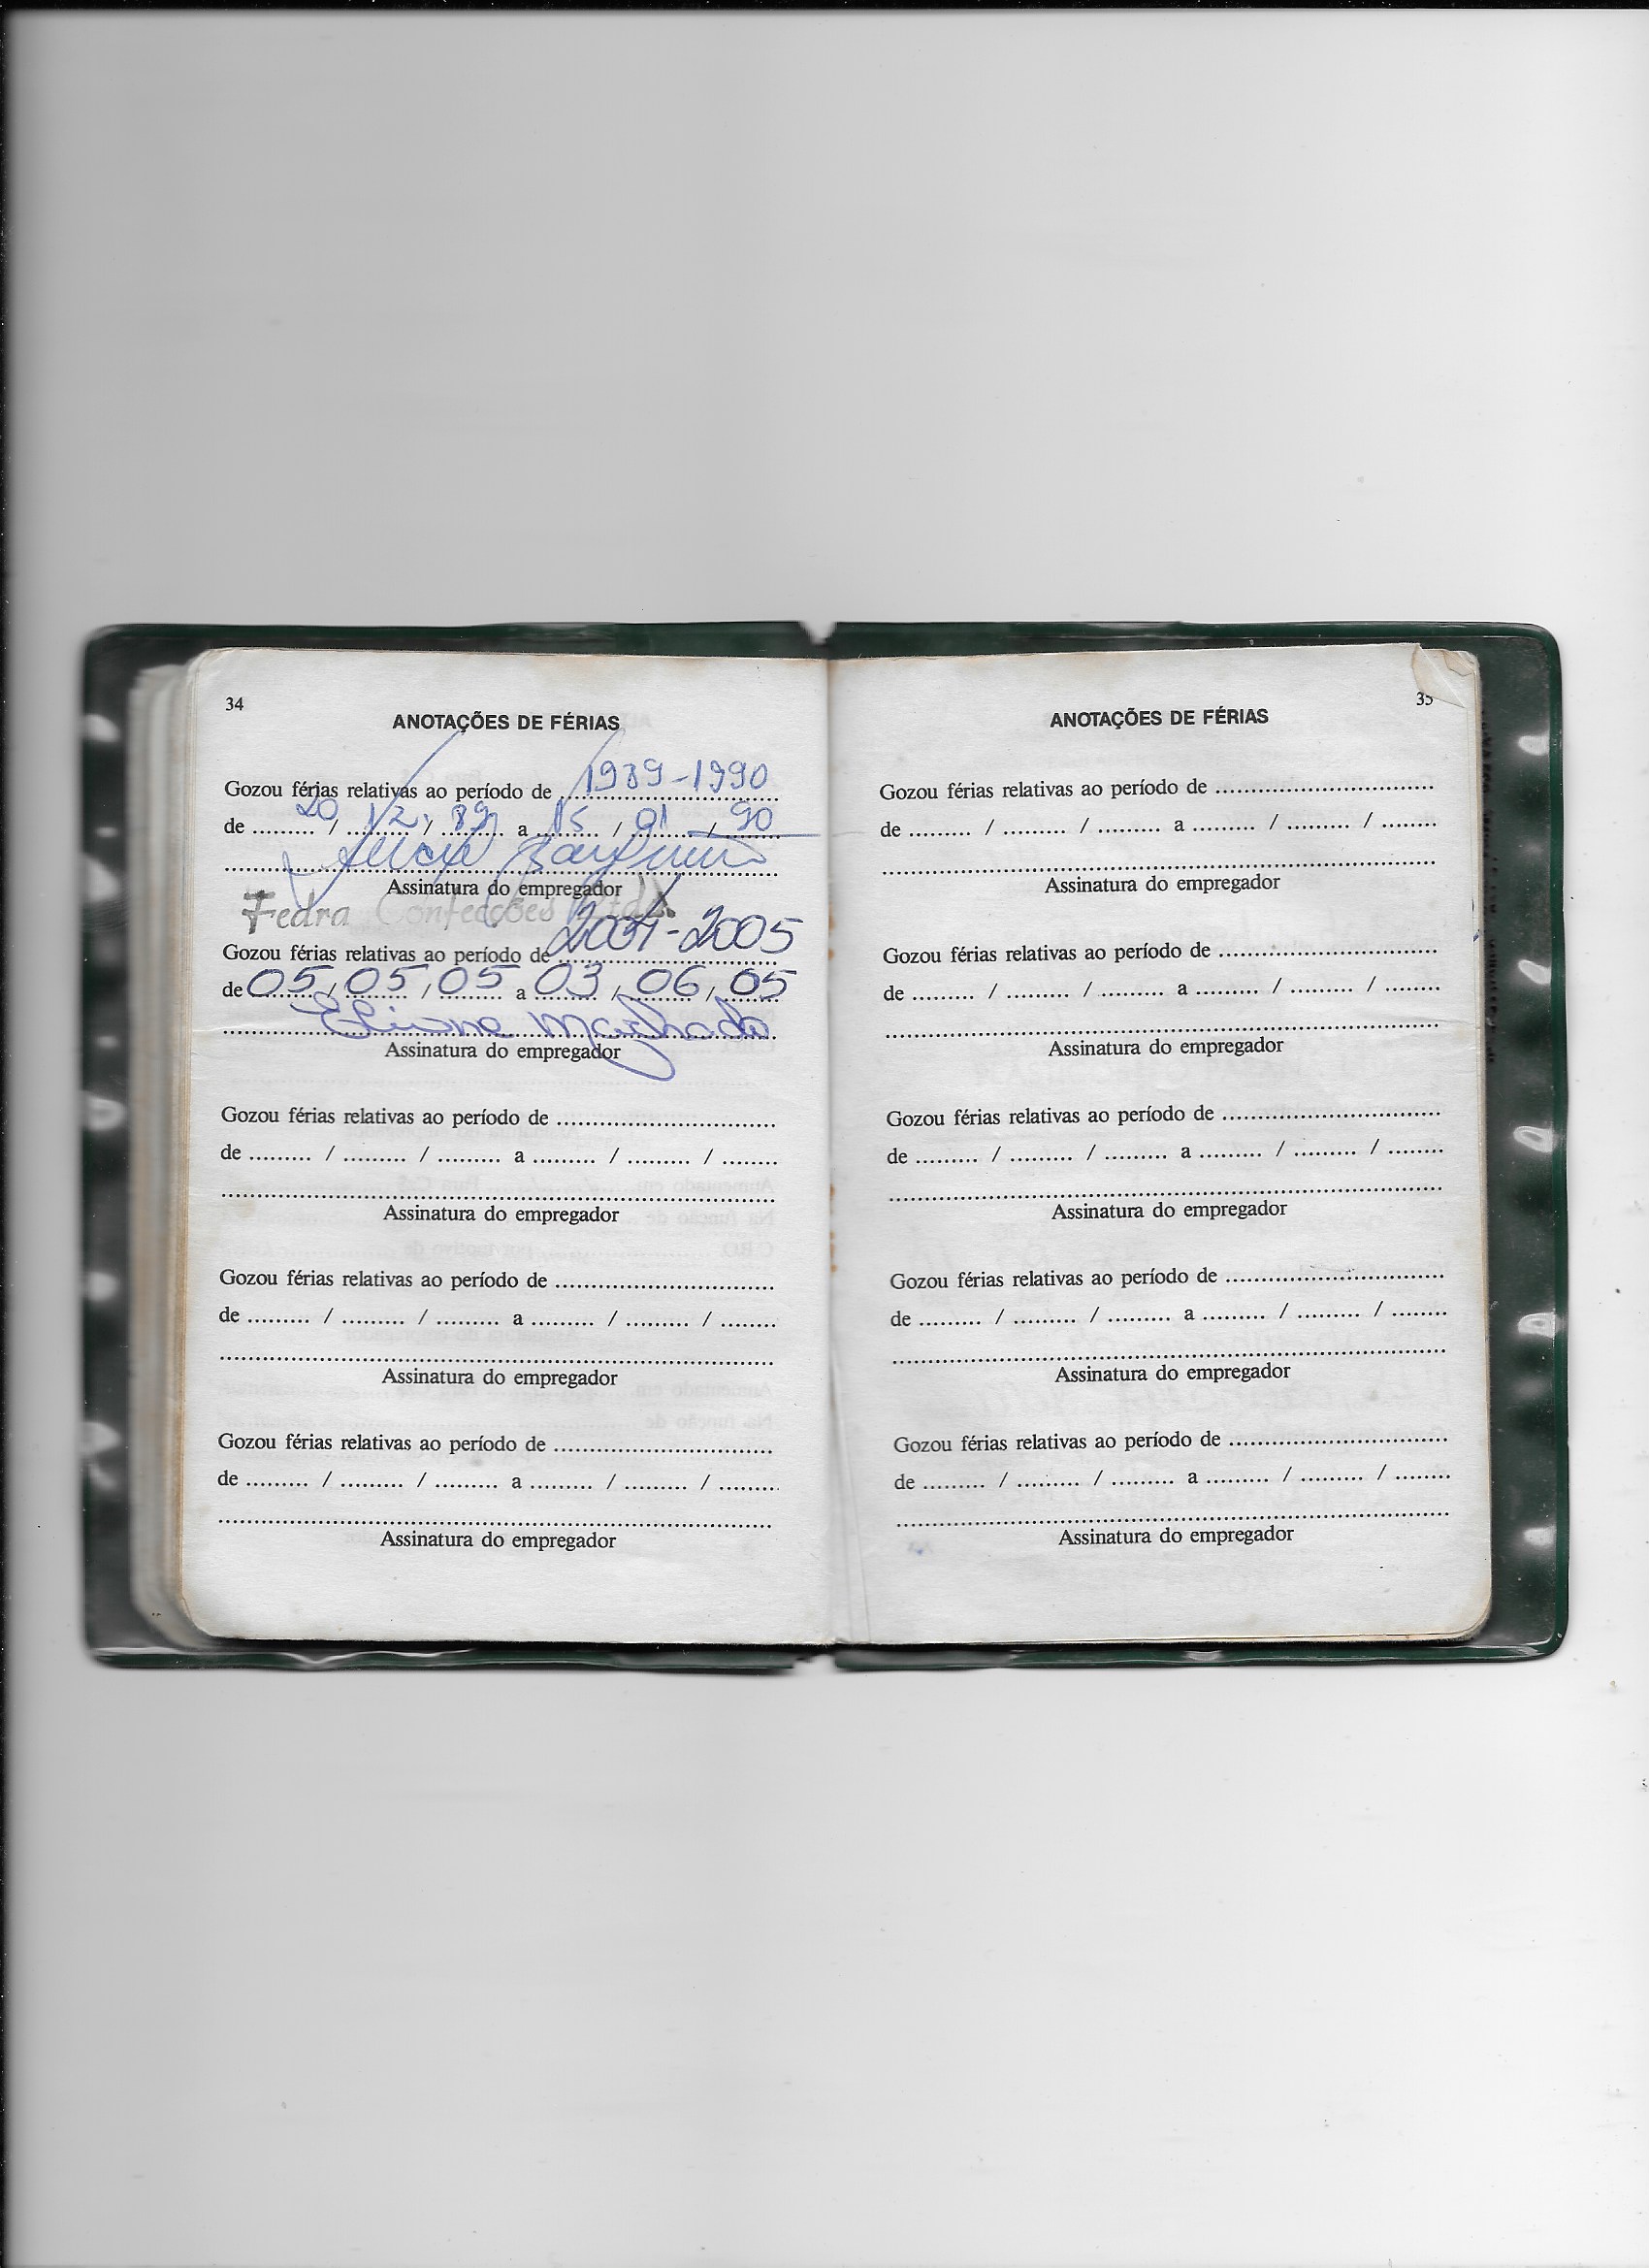 34
ANOTAÇÕES DE FÉRIAS
Gozou férias relativas ao período de 1989-1990
de 20 / 12 / 89 a 15 / 01 / 90
Assinatura do empregador
Fedra Confecções Ltda
Gozou férias relativas ao período de 2004-2005
de 05 / 05 / 05 a 03 / 06 / 05
Eliane Machado
Assinatura do empregador
Gozou férias relativas ao período de ........................................
de ......... / ......... / ......... a ......... / ......... / ........
Assinatura do empregador
Gozou férias relativas ao período de ........................................
de ......... / ......... / ......... a ......... / ......... / ........
Assinatura do empregador
Gozou férias relativas ao período de ........................................
de ......... / ......... / ......... a ......... / ......... / ........
Assinatura do empregador
35
ANOTAÇÕES DE FÉRIAS
Gozou férias relativas ao período de ........................................
de ......... / ......... / ......... a ......... / ......... / ........
Assinatura do empregador
Gozou férias relativas ao período de ........................................
de ......... / ......... / ......... a ......... / ......... / ........
Assinatura do empregador
Gozou férias relativas ao período de ........................................
de ......... / ......... / ......... a ......... / ......... / ........
Assinatura do empregador
Gozou férias relativas ao período de ........................................
de ......... / ......... / ......... a ......... / ......... / ........
Assinatura do empregador
Gozou férias relativas ao período de ........................................
de ......... / ......... / ......... a ......... / ......... / ........
Assinatura do empregador